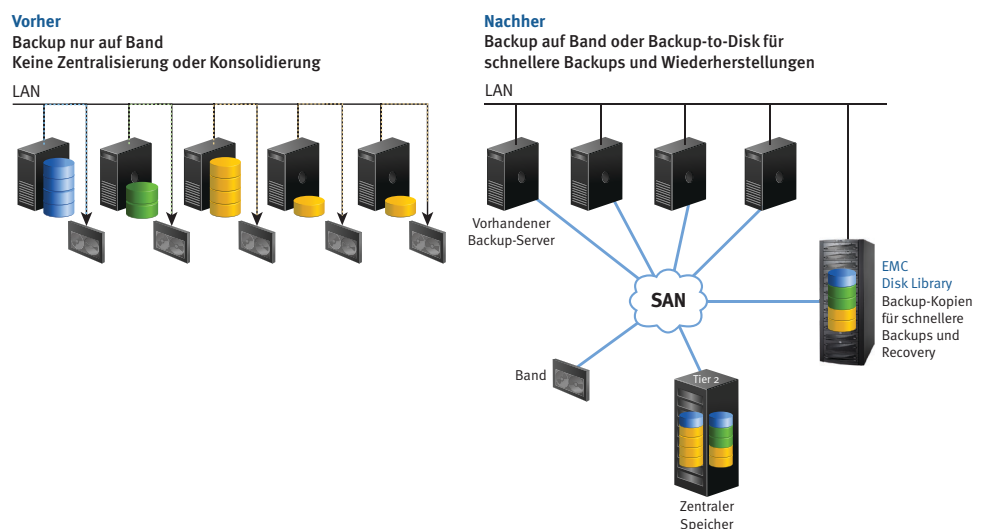 Vorher
Backup nur auf Band
Keine Zentralisierung oder Konsolidierung
LAN
Nachher
Backup auf Band oder Backup-to-Disk für
schnellere Backups und Wiederherstellungen
LAN
Vorhandener
Backup-Server
SAN
EMC
Disk Library
Backup-Kopien
für schnellere
Backups und
Recovery
Band
Tier 2
Zentraler
Speicher